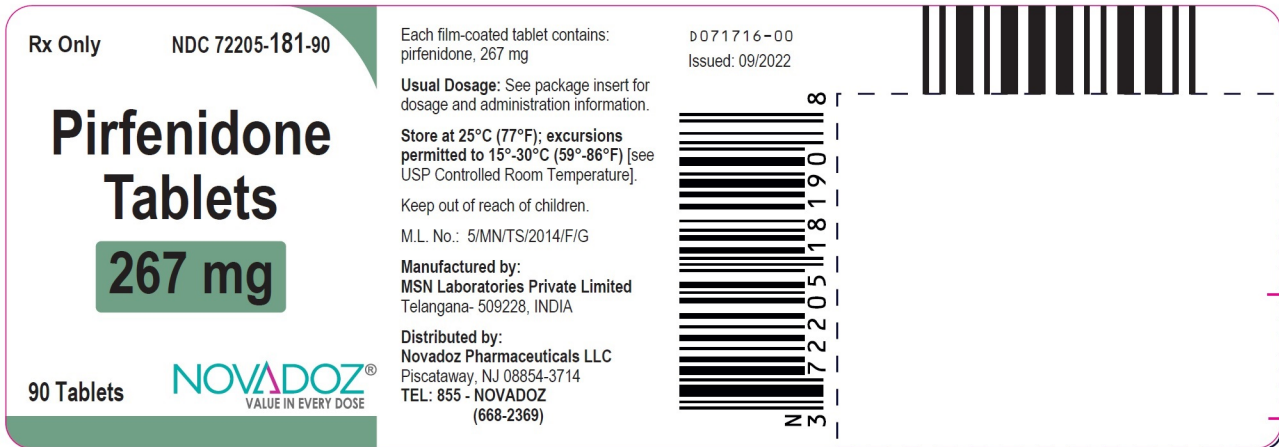 Rx Only
NDC 72205-181-90
Pirfenidone
Tablets
267 mg
90 Tablets
NOVADOZ®
VALUE IN EVERY DOSE
Each film-coated tablet contains:
pirfenidone, 267 mg
Usual Dosage: See package insert for
dosage and administration information.
Store at 25°C (77°F); excursions
permitted to 15°-30°C (59°-86°F) [see
USP Controlled Room Temperature].
Keep out of reach of children.
M.L. No.: 5/MN/TS/2014/F/G
Manufactured by:
MSN Laboratories Private Limited
Telangana- 509228, INDIA
Distributed by:
Novadoz Pharmaceuticals LLC
Piscataway, NJ 08854-3714
TEL: 855 - NOVADOZ
(668-2369)
D071716-00
Issued: 09/2022
N
3 72205 18190 8